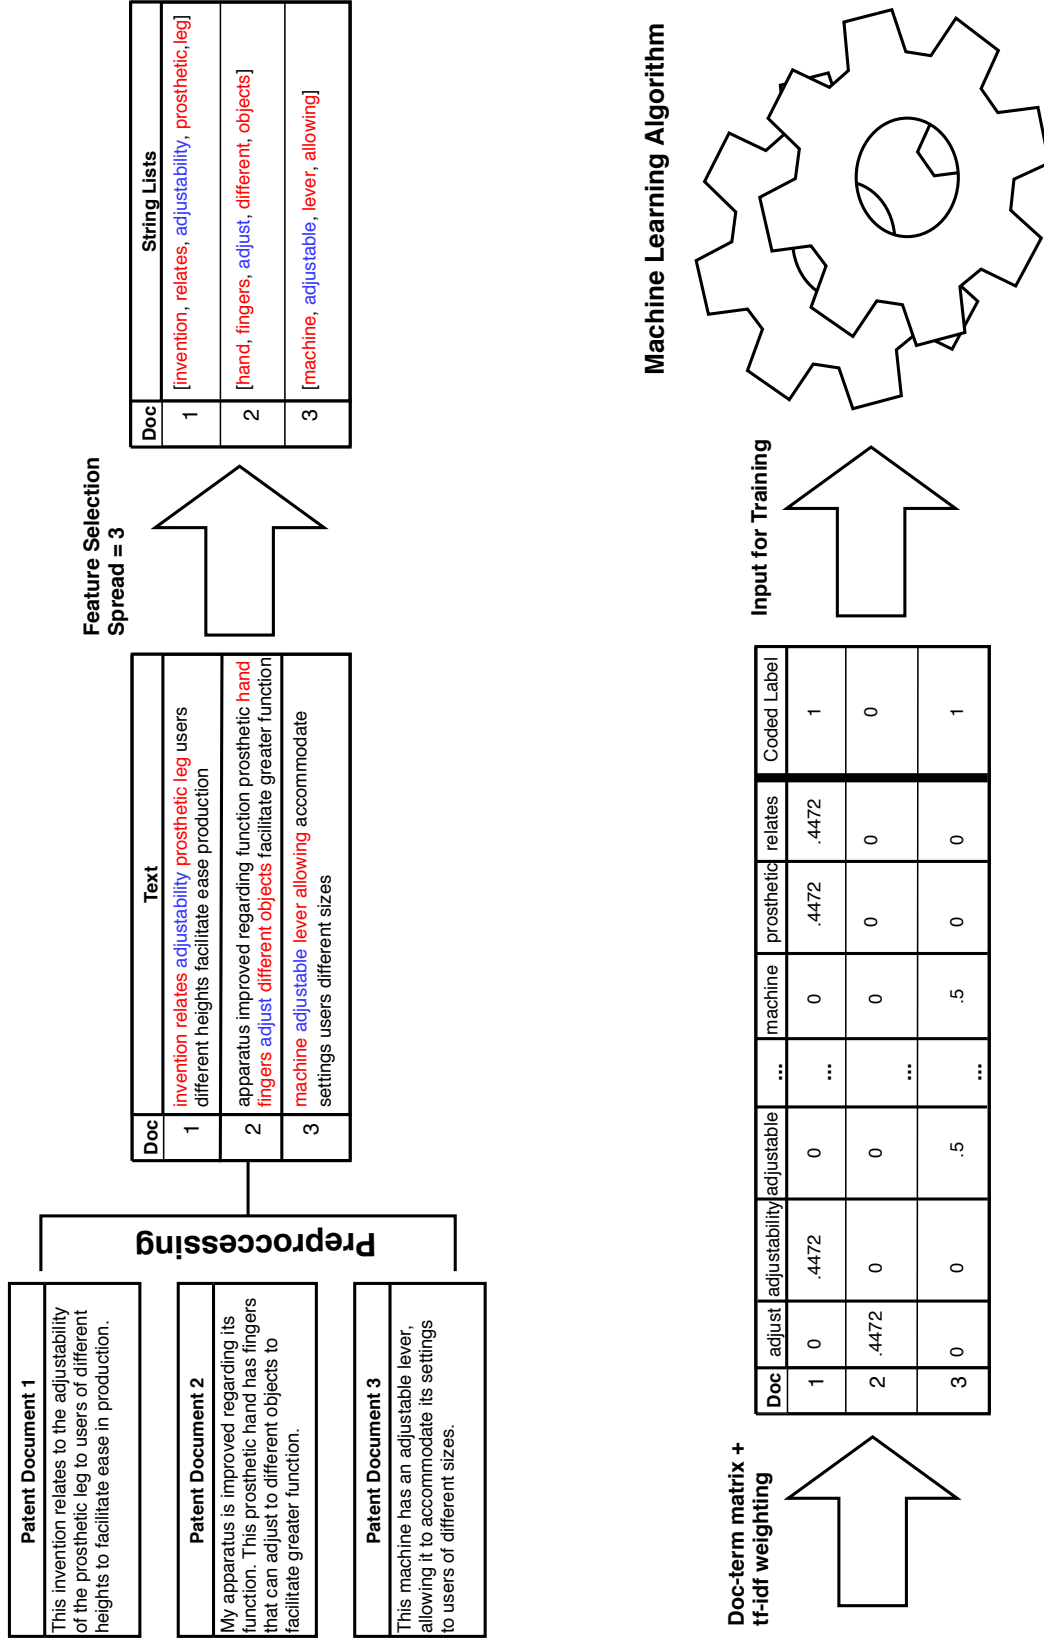 Patent Document 1
This invention relates to the adjustability
of the prosthetic leg to users of different
heights to facilitate ease in production.
Patent Document 2
My apparatus is improved regarding its
function. This prosthetic hand has fingers
that can adjust to different objects to
facilitate greater function.
Patent Document 3
This machine has an adjustable lever,
allowing it to accommodate its settings
to users of different sizes.
Preproccessing
Doc Text
1 invention relates adjustability prosthetic leg users
different heights facilitate ease production
2 apparatus improved regarding function prosthetic hand
fingers adjust different objects facilitate greater function
3 machine adjustable lever allowing accommodate
settings users different sizes
Feature Selection
Spread = 3
Doc String Lists
1 [invention, relates, adjustability, prosthetic,leg]
2 [hand, fingers, adjust, different, objects]
3 [machine, adjustable, lever, allowing]
Doc-term matrix +
tf-idf weighting
Doc adjust adjustability adjustable ... machine prosthetic relates Coded Label
1 0 .4472 0 ... 0 .4472 .4472 1
2 .4472 0 0 ... 0 0 0 0
3 0 0 .5 ... .5 0 0 1
Input for Training
Machine Learning Algorithm